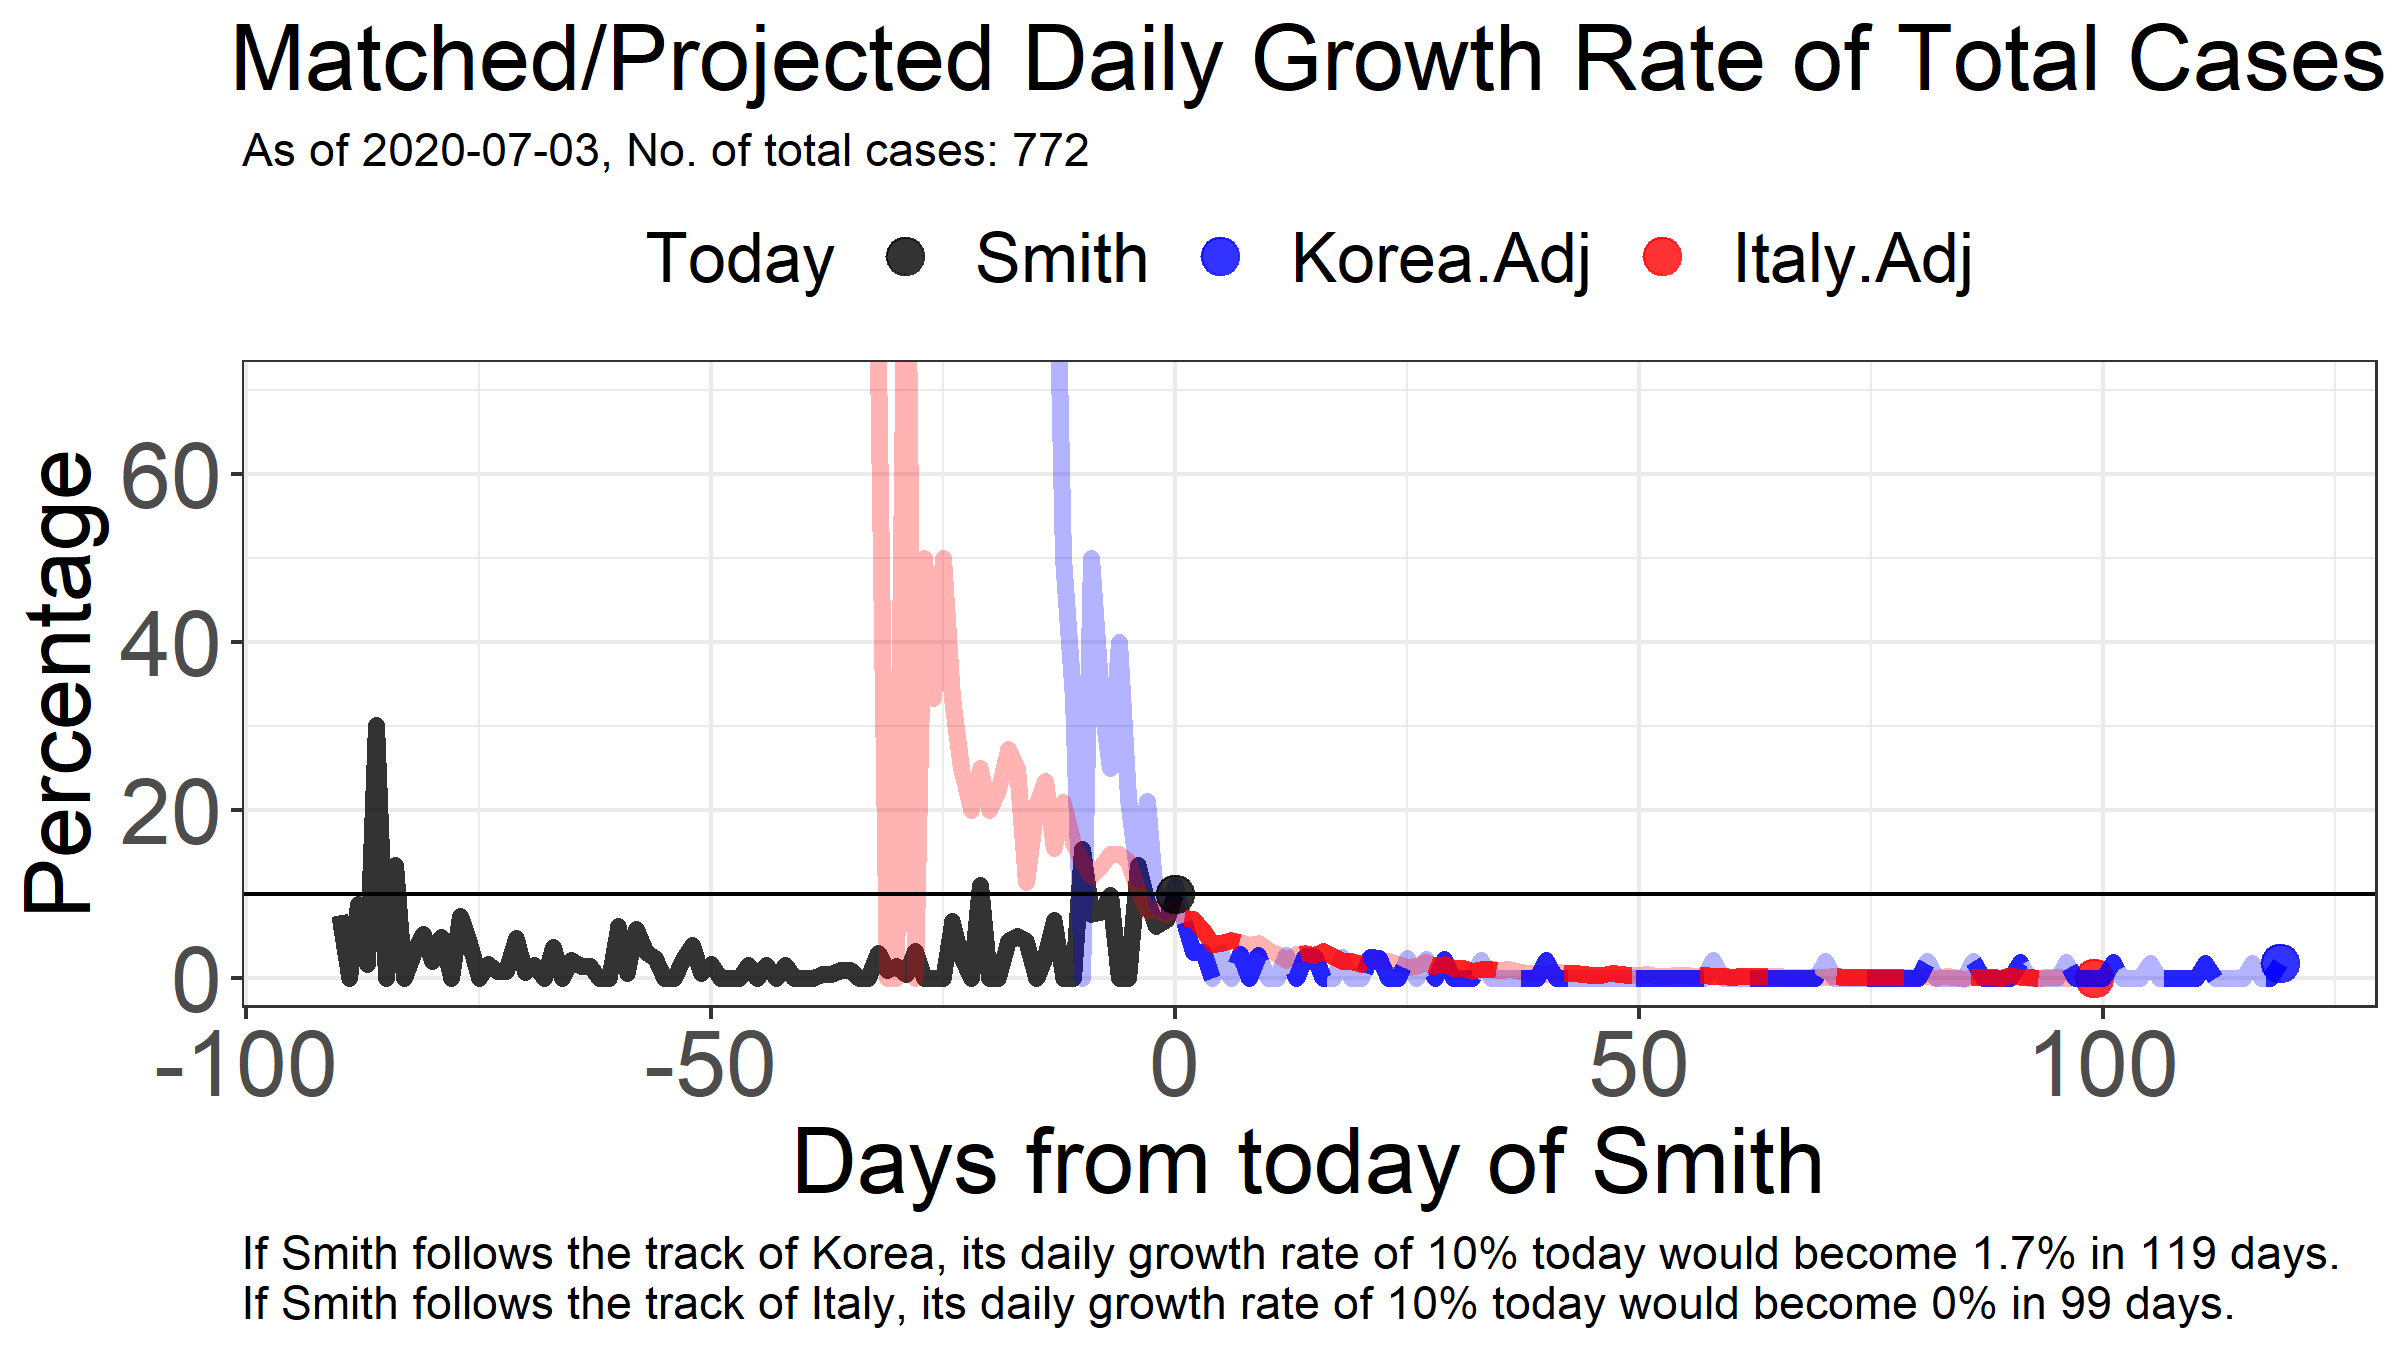 Matched/Projected Daily Growth Rate of Total Cases
As of 2020-07-03, No. of total cases: 772
Today Smith Korea.Adj Italy.Adj
Percentage
60
40
20
0
-100 -50 0 50 100
Days from today of Smith
If Smith follows the track of Korea, its daily growth rate of 10% today would become 1.7% in 119 days.
If Smith follows the track of Italy, its daily growth rate of 10% today would become 0% in 99 days.